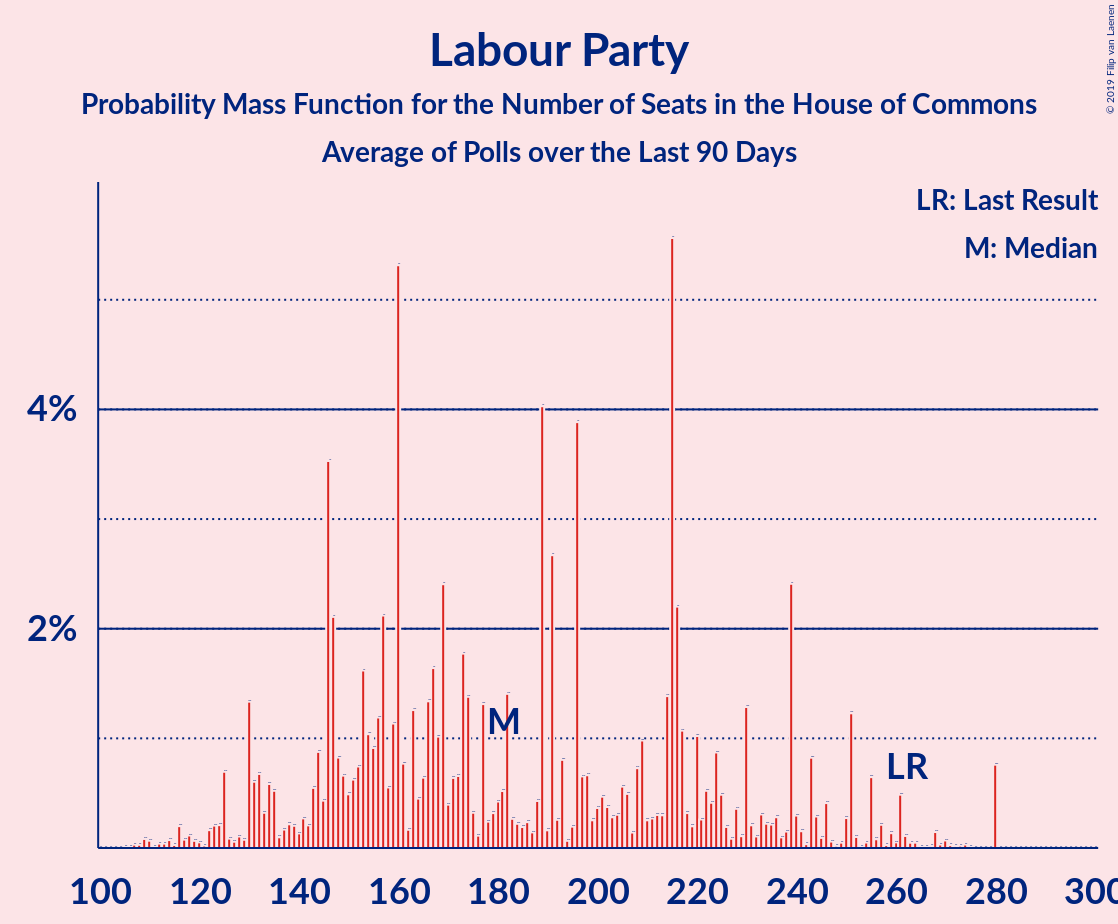 © 2019 Filip van Laenen
Labour Party
Probability Mass Function for the Number of Seats in the House of Commons
Average of Polls over the Last 90 Days
LR: Last Result
M: Median
4%
2%
M
LR
100 120 140 160 180 200 220 240 260 280 300